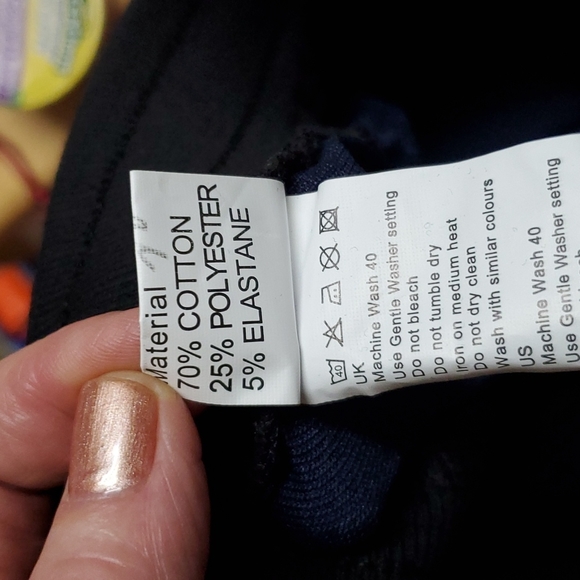 Material
70% COTTON
25% POLYESTER
5% ELASTANE
40
UK
Machine Wash 40
Use Gentle Washer setting
Do not bleach
Do not tumble dry
Iron on medium heat
Do not dry clean
Wash with similar colours
US
Machine Wash 40
Use Gentle Washer setting